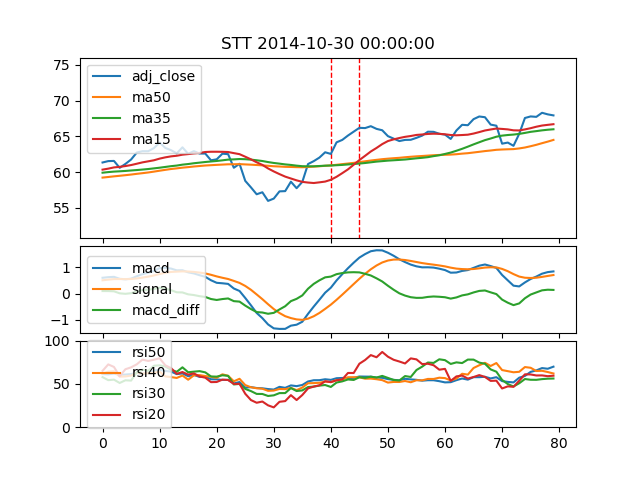 STT 2014-10-30 00:00:00
75
70
65
60
55
adj_close
ma50
ma35
ma15
1
0
−1
macd
signal
macd_diff
100
50
0
rsi50
rsi40
rsi30
rsi20
0 10 20 30 40 50 60 70 80